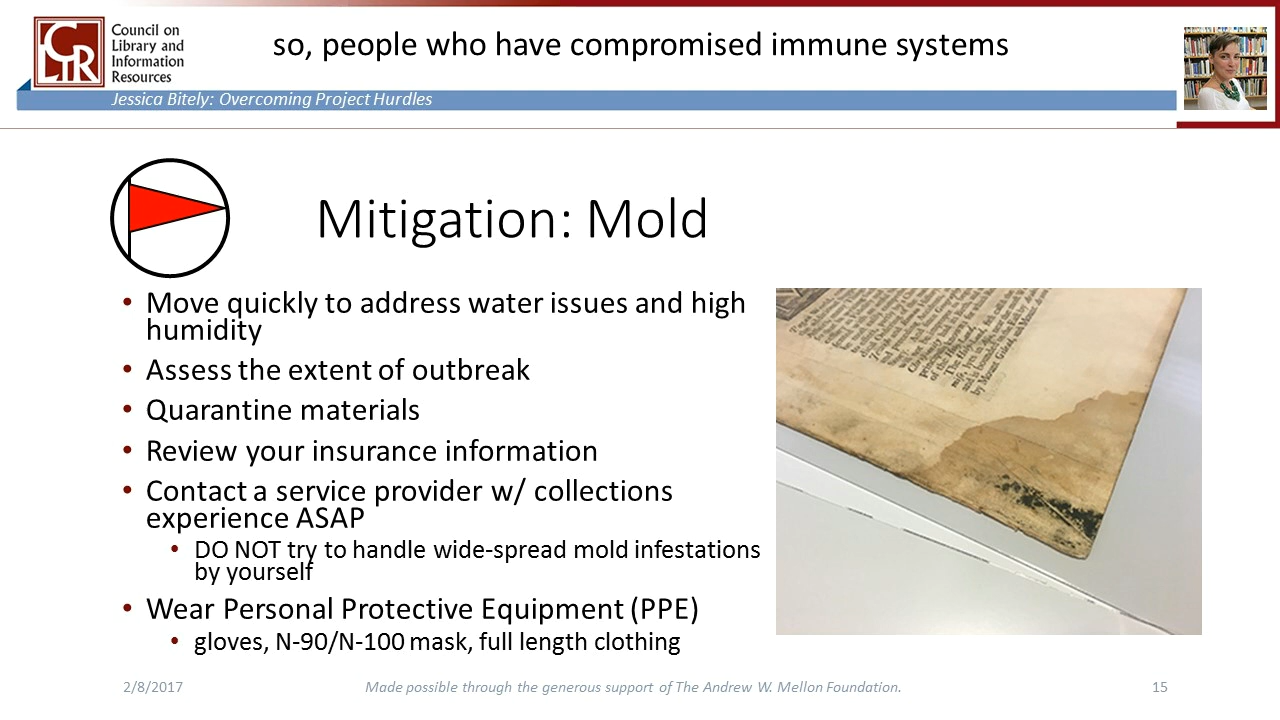 Council on
Library and
Information
Resources
CLIR
so, people who have compromised immune systems
Jessica Bitely: Overcoming Project Hurdles
Mitigation: Mold
• Move quickly to address water issues and high
humidity
• Assess the extent of outbreak
• Quarantine materials
• Review your insurance information
• Contact a service provider w/ collections
experience ASAP
• DO NOT try to handle wide-spread mold infestations
by yourself
• Wear Personal Protective Equipment (PPE)
• gloves, N-90/N-100 mask, full length clothing
2/8/2017
Made possible through the generous support of The Andrew W. Mellon Foundation.
15